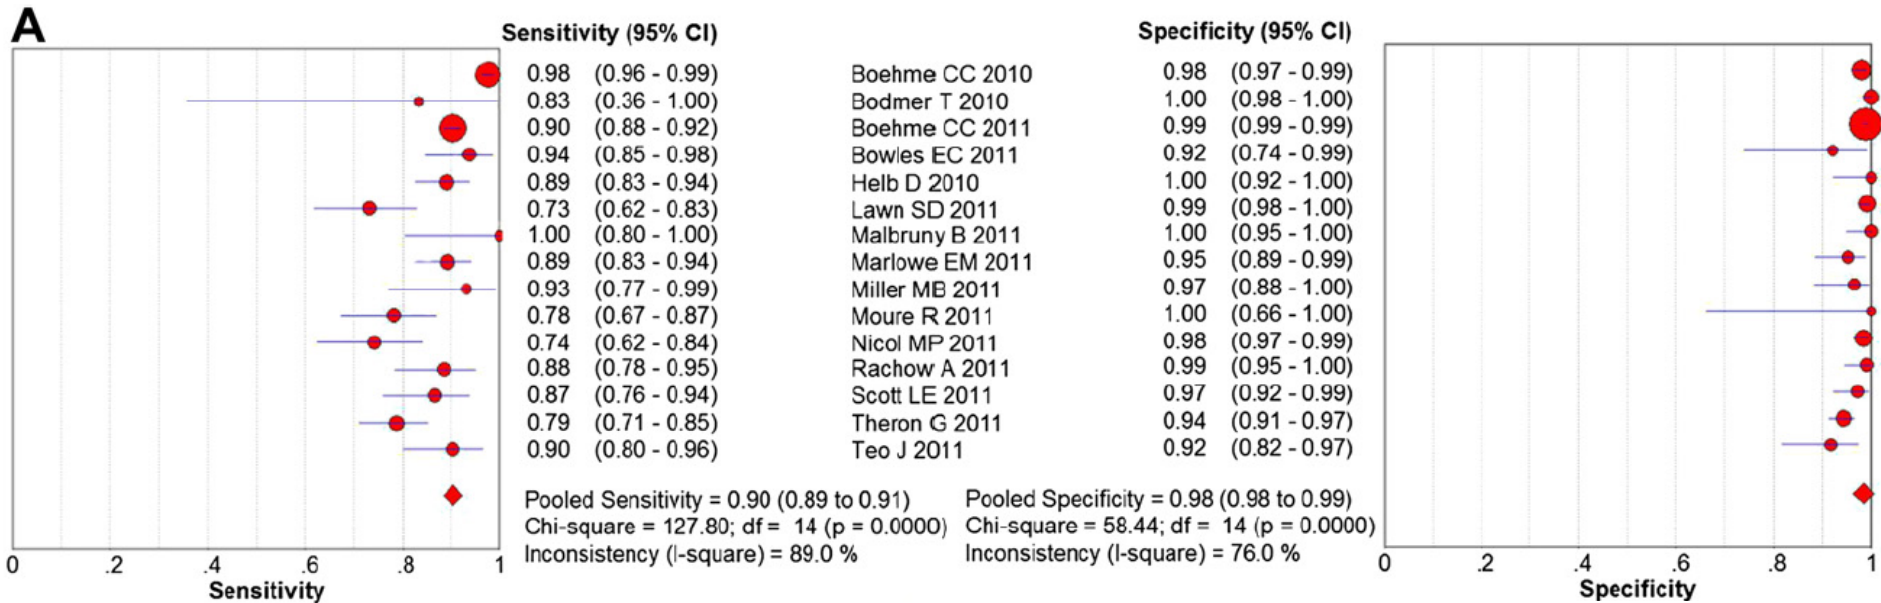 A
Sensitivity (95% CI) Specificity (95% CI)
0.98 (0.96 - 0.99) Boehme CC 2010 0.98 (0.97 - 0.99)
0.83 (0.36 - 1.00) Bodmer T 2010 1.00 (0.98 - 1.00)
0.90 (0.88 - 0.92) Boehme CC 2011 0.99 (0.99 - 0.99)
0.94 (0.85 - 0.98) Bowles EC 2011 0.92 (0.74 - 0.99)
0.89 (0.83 - 0.94) Helb D 2010 1.00 (0.92 - 1.00)
0.73 (0.62 - 0.83) Lawn SD 2011 0.99 (0.98 - 1.00)
1.00 (0.80 - 1.00) Malbruny B 2011 1.00 (0.95 - 1.00)
0.89 (0.83 - 0.94) Marlowe EM 2011 0.95 (0.89 - 0.99)
0.93 (0.77 - 0.99) Miller MB 2011 0.97 (0.88 - 1.00)
0.78 (0.67 - 0.87) Moure R 2011 1.00 (0.66 - 1.00)
0.74 (0.62 - 0.84) Nicol MP 2011 0.98 (0.97 - 0.99)
0.88 (0.78 - 0.95) Rachow A 2011 0.99 (0.95 - 1.00)
0.87 (0.76 - 0.94) Scott LE 2011 0.97 (0.92 - 0.99)
0.79 (0.71 - 0.85) Theron G 2011 0.94 (0.91 - 0.97)
0.90 (0.80 - 0.96) Teo J 2011 0.92 (0.82 - 0.97)
Pooled Sensitivity = 0.90 (0.89 to 0.91) Pooled Specificity = 0.98 (0.98 to 0.99)
Chi-square = 127.80; df = 14 (p = 0.0000) Chi-square = 58.44; df = 14 (p = 0.0000)
Inconsistency (I-square) = 89.0 % Inconsistency (I-square) = 76.0 %
0 .2 .4 .6 .8 1 0 .2 .4 .6 .8 1
Sensitivity Specificity